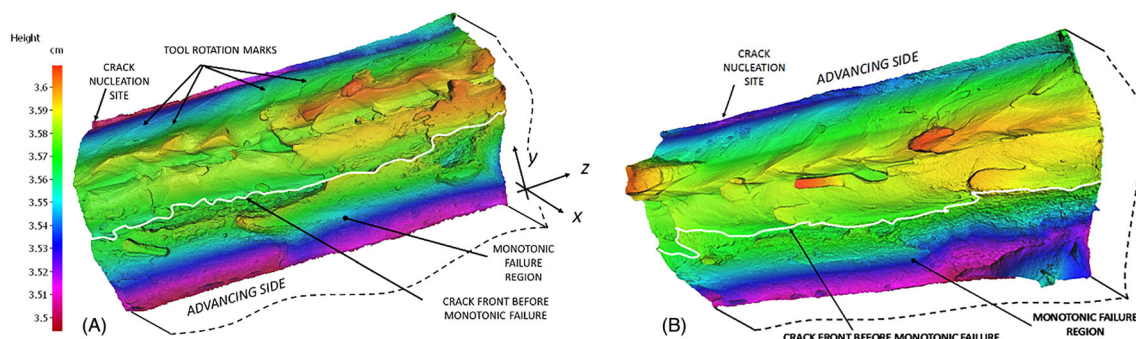 Height
cm
3.6
3.59
3.58
3.57
3.56
3.55
3.54
3.53
3.52
3.51
3.5
TOOL ROTATION MARKS
CRACK
NUCLEATION
SITE
y
z
x
MONOTONIC
FAILURE
REGION
CRACK FRONT BEFORE
MONOTONIC FAILURE
ADVANCING SIDE
(A)
CRACK
NUCLEATION
SITE
ADVANCING SIDE
MONOTONIC FAILURE
REGION
CRACK FRONT BEFORE MONOTONIC FAILURE
(B)